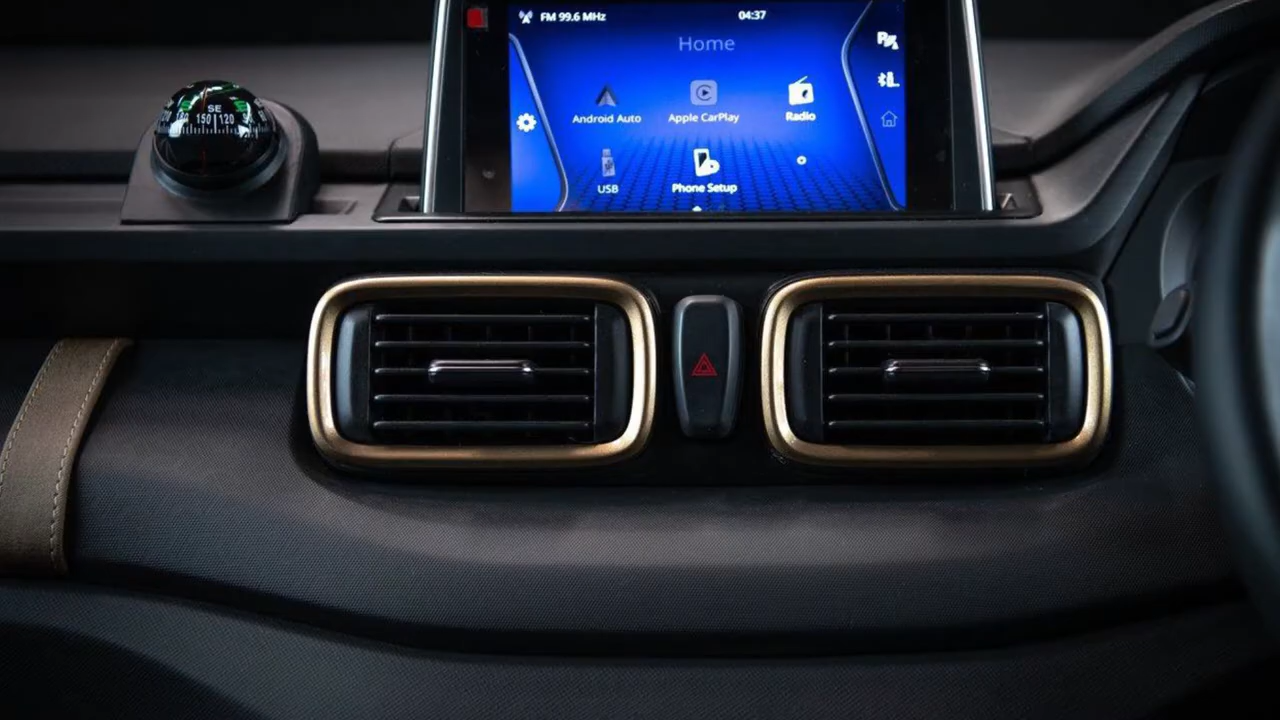 FM 99.6 MHz
04:37
Home
Android Auto
Apple CarPlay
Radio
USB
Phone Setup
SE
150 120